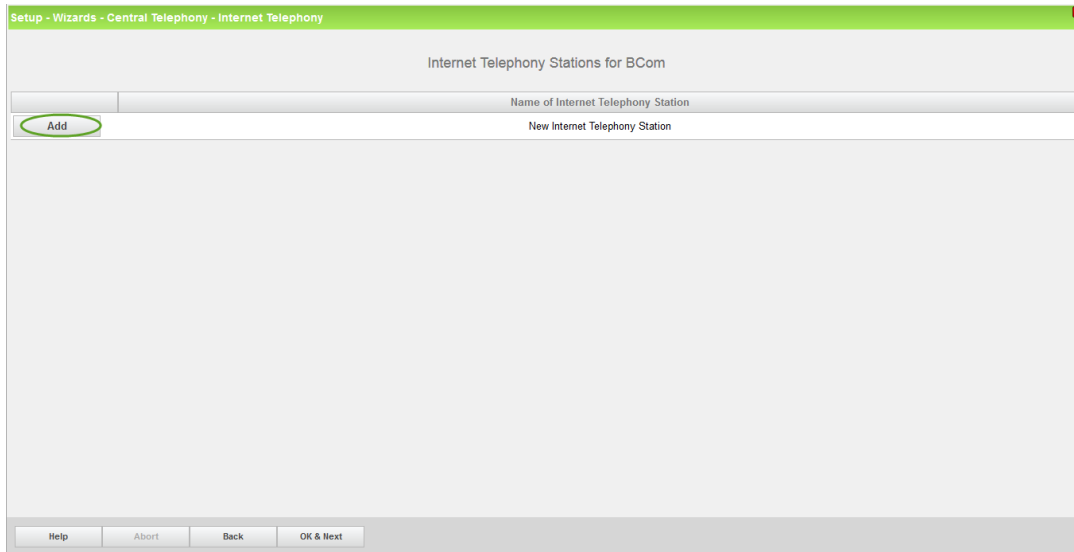 Setup - Wizards - Central Telephony - Internet Telephony
Internet Telephony Stations for BCom
Name of Internet Telephony Station
Add New Internet Telephony Station
Help Abort Back OK & Next